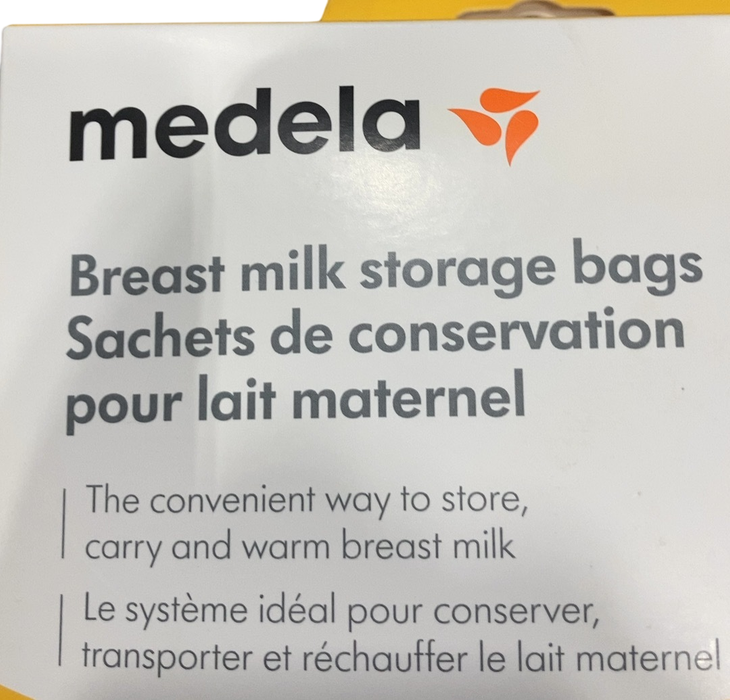 medela
Breast milk storage bags
Sachets de conservation
pour lait maternel
The convenient way to store,
carry and warm breast milk
Le système idéal pour conserver,
transporter et réchauffer le lait maternel